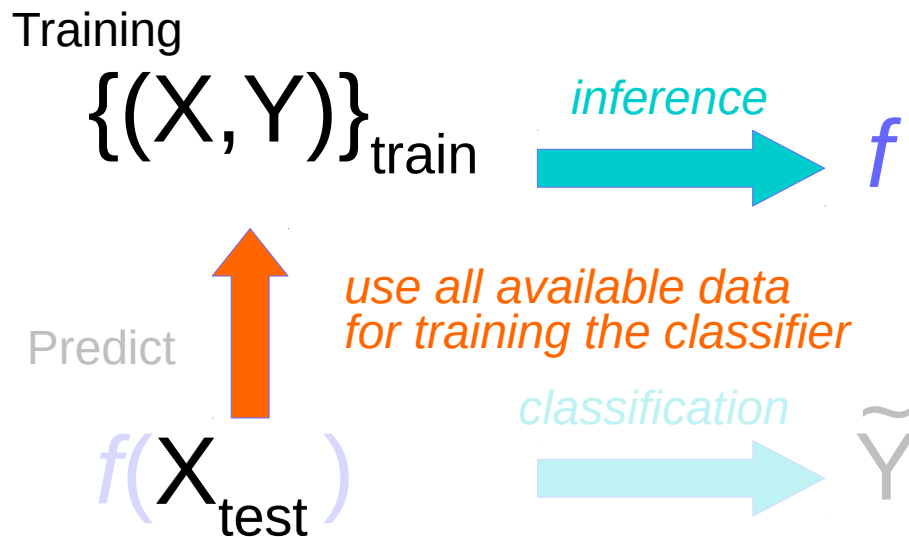 Training
{(X,Y)}train
inference
f
use all available data
for training the classifier
Predict
classification
f(Xtest )
Ỹ